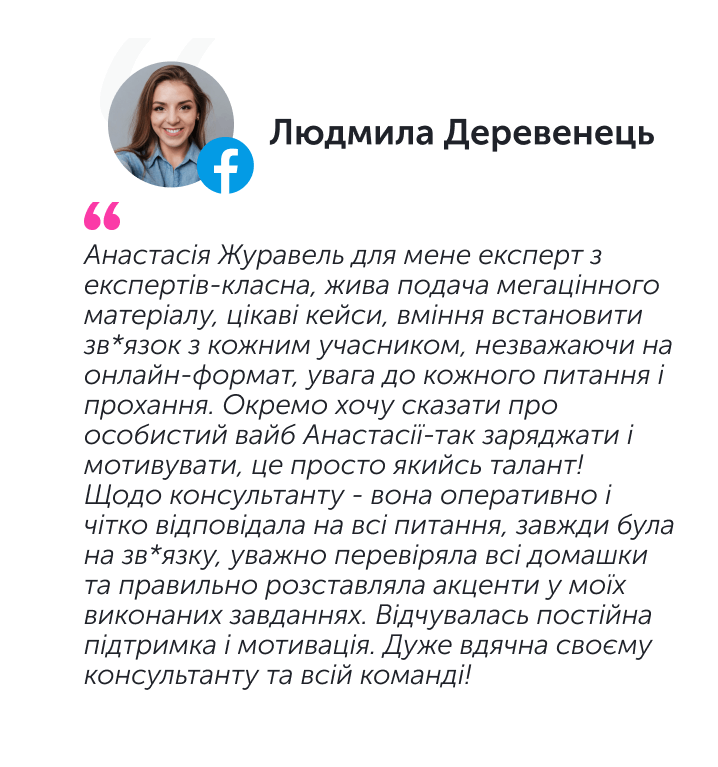 Людмила Деревенець
Анастасія Журавель для мене експерт з
експертів-класна, жива подача мегацінного
матеріалу, цікаві кейси, вміння встановити
зв*язок з кожним учасником, незважаючи на
онлайн-формат, увага до кожного питання і
прохання. Окремо хочу сказати про
особистий вайб Анастасії-так заряджати і
мотивувати, це просто якийсь талант!
Щодо консультанту - вона оперативно і
чітко відповідала на всі питання, завжди була
на зв*язку, уважно перевіряла всі домашки
та правильно розставляла акценти у моїх
виконаних завданнях. Відчувалась постійна
підтримка і мотивація. Дуже вдячна своєму
консультанту та всій команді!